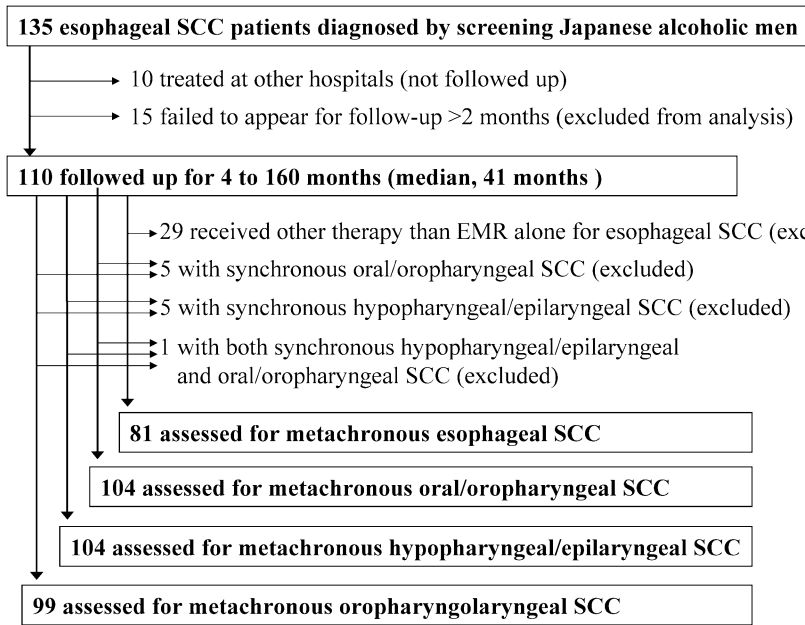 135 esophageal SCC patients diagnosed by screening Japanese alcoholic men
10 treated at other hospitals (not followed up)
15 failed to appear for follow-up >2 months (excluded from analysis)
110 followed up for 4 to 160 months (median, 41 months )
29 received other therapy than EMR alone for esophageal SCC (exc
5 with synchronous oral/oropharyngeal SCC (excluded)
5 with synchronous hypopharyngeal/epilaryngeal SCC (excluded)
1 with both synchronous hypopharyngeal/epilaryngeal
and oral/oropharyngeal SCC (excluded)
81 assessed for metachronous esophageal SCC
104 assessed for metachronous oral/oropharyngeal SCC
104 assessed for metachronous hypopharyngeal/epilaryngeal SCC
99 assessed for metachronous oropharyngolaryngeal SCC